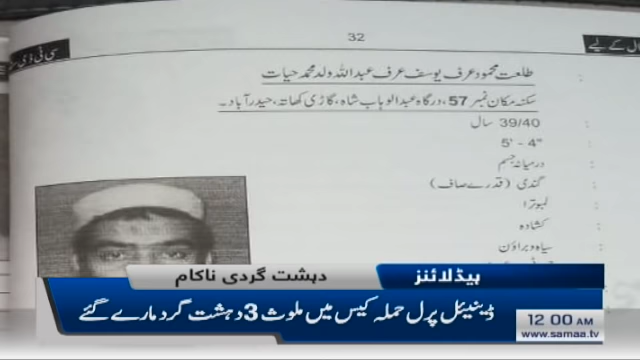 32
طلعت محمود عرف یوسف عرف عبداللہ ولد محمد حیات
سکنہ مکان نمبر 57، درگاہ عبدالوہاب شاہ، گاڑی کھاتہ، حیدرآباد۔
39/40 سال
5' - 4"
درمیانہ جسم
گندمی (قدرے صاف)
لمبوترا
کشادہ
سیاہ و براؤن
ہیڈلائنز
دہشت گردی ناکام
ڈینیئل پرل حملہ کیس میں ملوث 3 دہشت گرد مارے گئے
12:00 AM
www.samaa.tv